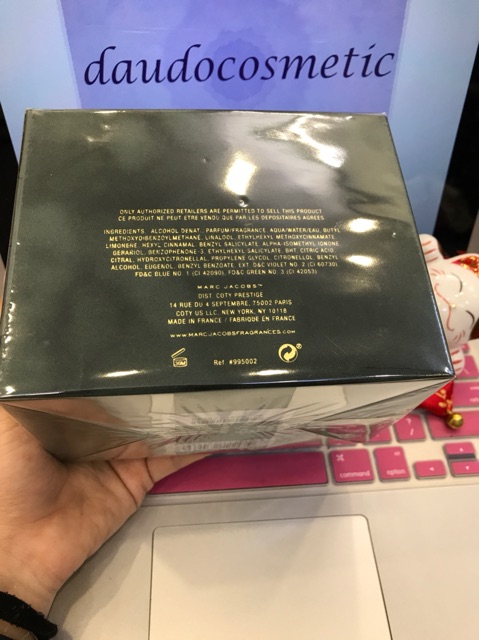 daudocosmetic
ONLY AUTHORIZED RETAILERS ARE PERMITTED TO SELL THIS PRODUCT
CE PRODUIT NE PEUT ETRE VENDU QUE PAR LES DEPOSITAIRES AGREES.
INGREDIENTS: ALCOHOL DENAT., PARFUM/FRAGRANCE, AQUA/WATER/EAU, BUTYL
METHOXYDIBENZOYLMETHANE, LINALOOL, ETHYLHEXYL METHOXYCINNAMATE,
LIMONENE, HEXYL CINNAMAL, BENZYL SALICYLATE, ALPHA-ISOMETHYL IONONE,
GERANIOL, BENZOPHENONE-3, ETHYLHEXYL SALICYLATE, BHT, CITRIC ACID,
CITRAL, HYDROXYCITRONELLAL, PROPYLENE GLYCOL, CITRONELLOL, BENZYL
ALCOHOL, EUGENOL, BENZYL BENZOATE, EXT. D&C VIOLET NO. 2 (CI 60730)
FD&C BLUE NO. 1 (CI 42090), FD&C GREEN NO. 3 (CI 42053)
MARC JACOBS™
DIST. COTY PRESTIGE
14 RUE DU 4 SEPTEMBRE, 75002 PARIS
COTY US LLC, NEW YORK, NY 10118
MADE IN FRANCE / FABRIQUÉ EN FRANCE
WWW.MARCJACOBSFRAGRANCES.COM
Ref #995002
command
option